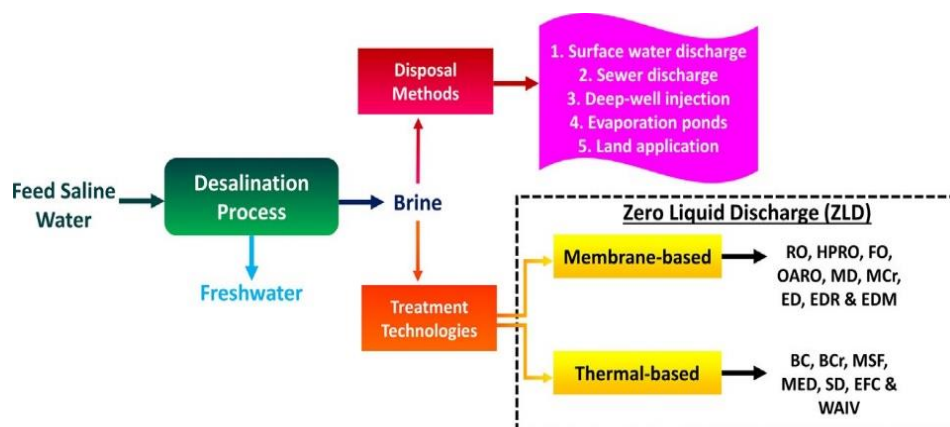 Feed Saline
Water
Desalination
Process
Freshwater
Brine
Disposal
Methods
1. Surface water discharge
2. Sewer discharge
3. Deep-well injection
4. Evaporation ponds
5. Land application
Treatment
Technologies
Zero Liquid Discharge (ZLD)
Membrane-based
RO, HPRO, FO,
OARO, MD, MCr,
ED, EDR & EDM
Thermal-based
BC, BCr, MSF,
MED, SD, EFC &
WAIV